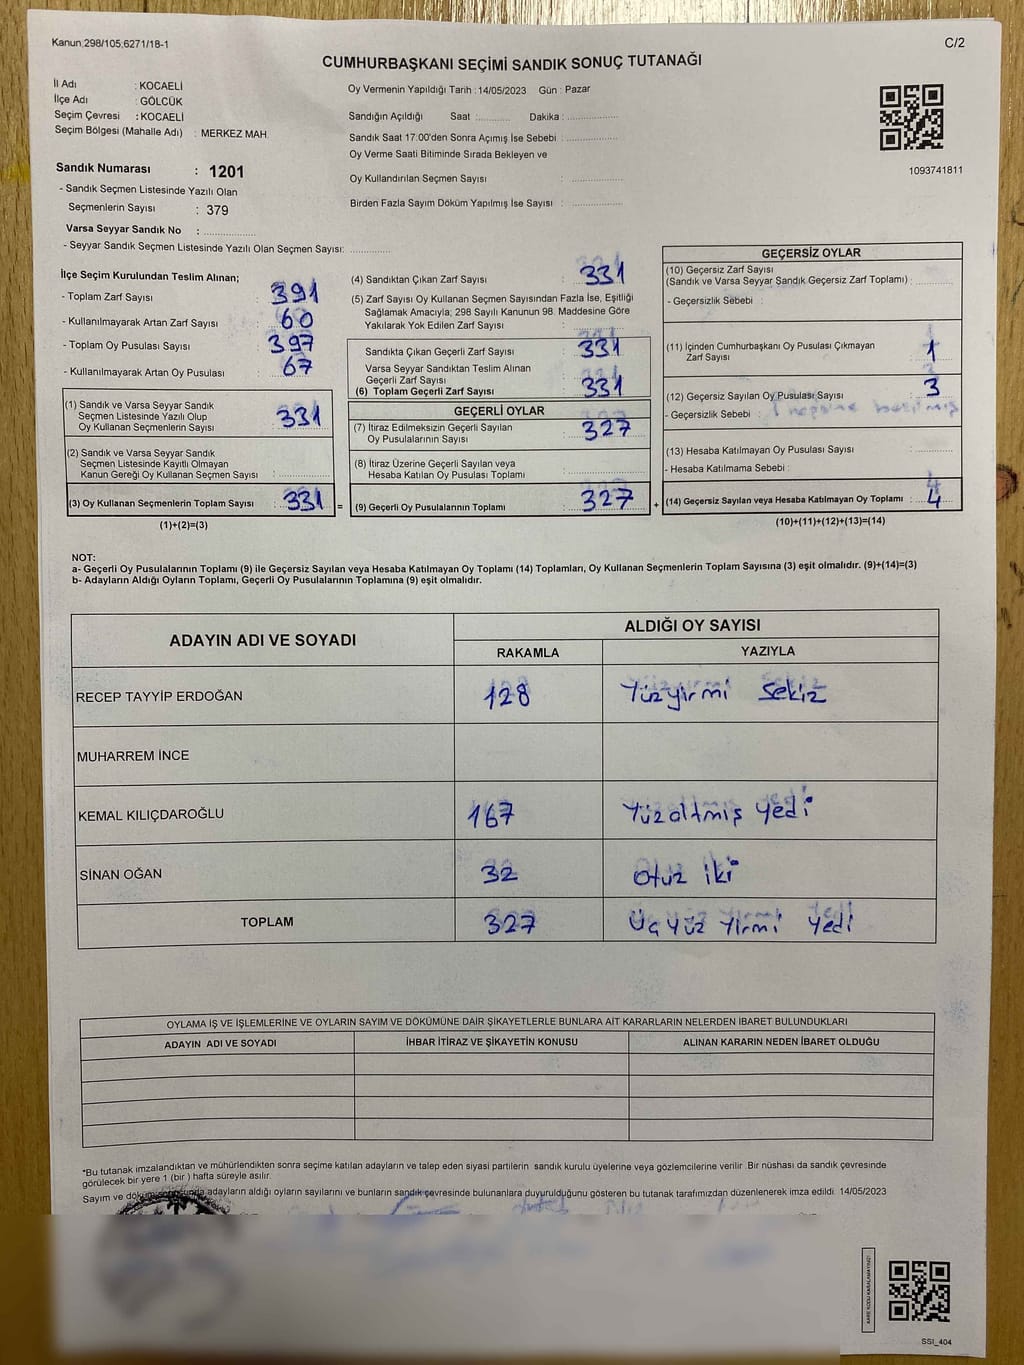 Kanun;298/105;6271/18-1
C/2
CUMHURBAŞKANI SEÇİMİ SANDIK SONUÇ TUTANAĞI
İl Adı : KOCAELİ
İlçe Adı : GÖLCÜK
Seçim Çevresi : KOCAELİ
Seçim Bölgesi (Mahalle Adı) : MERKEZ MAH.
Oy Vermenin Yapıldığı Tarih : 14/05/2023 Gün : Pazar
Sandığın Açıldığı Saat :........... Dakika :.................
Sandık Saat 17:00'den Sonra Açımış İse Sebebi :.................
Oy Verme Saati Bitiminde Sırada Bekleyen ve
Oy Kullandırılan Seçmen Sayısı :.................
Birden Fazla Sayım Döküm Yapılmış İse Sayısı :.................
1093741811
Sandık Numarası : 1201
- Sandık Seçmen Listesinde Yazılı Olan
Seçmenlerin Sayısı : 379
Varsa Seyyar Sandık No :.................
- Seyyar Sandık Seçmen Listesinde Yazılı Olan Seçmen Sayısı: .............
İlçe Seçim Kurulundan Teslim Alınan;
- Toplam Zarf Sayısı : 391
- Kullanılmayarak Artan Zarf Sayısı : 60
- Toplam Oy Pusulası Sayısı : 397
- Kullanılmayarak Artan Oy Pusulası : 67
(1) Sandık ve Varsa Seyyar Sandık
Seçmen Listesinde Yazılı Olup
Oy Kullanan Seçmenlerin Sayısı : 331
(2) Sandık ve Varsa Seyyar Sandık
Seçmen Listesinde Kayıtlı Olmayan
Kanun Gereği Oy Kullanan Seçmen Sayısı :.................
(3) Oy Kullanan Seçmenlerin Toplam Sayısı : 331 =
(1)+(2)=(3)
(4) Sandıktan Çıkan Zarf Sayısı : 331
(5) Zarf Sayısı Oy Kullanan Seçmen Sayısından Fazla İse, Eşitliği
Sağlamak Amacıyla; 298 Sayılı Kanunun 98. Maddesine Göre
Yakılarak Yok Edilen Zarf Sayısı :.................
Sandıkta Çıkan Geçerli Zarf Sayısı : 331
Varsa Seyyar Sandıktan Teslim Alınan
Geçerli Zarf Sayısı :
(6) Toplam Geçerli Zarf Sayısı : 331
GEÇERLİ OYLAR
(7) İtiraz Edilmeksizin Geçerli Sayılan
Oy Pusulalarının Sayısı : 327
(8) İtiraz Üzerine Geçerli Sayılan veya
Hesaba Katılan Oy Pusulası Toplamı :.................
(9) Geçerli Oy Pusulalarının Toplamı : 327 +
GEÇERSİZ OYLAR
(10) Geçersiz Zarf Sayısı
(Sandık ve Varsa Seyyar Sandık Geçersiz Zarf Toplamı) :.............
- Geçersizlik Sebebi :
(11) İçinden Cumhurbaşkanı Oy Pusulası Çıkmayan
Zarf Sayısı : 1
(12) Geçersiz Sayılan Oy Pusulası Sayısı : 3
- Geçersizlik Sebebi :
(13) Hesaba Katılmayan Oy Pusulası Sayısı :.............
- Hesaba Katılmama Sebebi :
(14) Geçersiz Sayılan veya Hesaba Katılmayan Oy Toplamı : 4
(10)+(11)+(12)+(13)=(14)
NOT:
a- Geçerli Oy Pusulalarının Toplamı (9) ile Geçersiz Sayılan veya Hesaba Katılmayan Oy Toplamı (14) Toplamları, Oy Kullanan Seçmenlerin Toplam Sayısına (3) eşit olmalıdır. (9)+(14)=(3)
b- Adayların Aldığı Oyların Toplamı, Geçerli Oy Pusulalarının Toplamına (9) eşit olmalıdır.
ADAYIN ADI VE SOYADI
ALDIĞI OY SAYISI
RAKAMLA YAZIYLA
RECEP TAYYİP ERDOĞAN 128 Yüzyirmi sekiz
MUHARREM İNCE
KEMAL KILIÇDAROĞLU 167 Yüzaltmış yedi
SİNAN OĞAN 32 otuz iki
TOPLAM 327 Üçyüz yirmi yedi
OYLAMA İŞ VE İŞLEMLERİNE VE OYLARIN SAYIM VE DÖKÜMÜNE DAİR ŞİKAYETLERLE BUNLARA AİT KARARLARIN NELERDEN İBARET BULUNDUKLARI
ADAYIN ADI VE SOYADI İHBAR İTİRAZ VE ŞİKAYETİN KONUSU ALINAN KARARIN NEDEN İBARET OLDUĞU
*Bu tutanak imzalandıktan ve mühürlendikten sonra seçime katılan adayların ve talep eden siyasi partilerin sandık kurulu üyelerine veya gözlemcilerine verilir .Bir nüshası da sandık çevresinde
görülecek bir yere 1 (bir ) hafta süreyle asılır.
Sayım ve döküm sonucunda adayların aldığı oyların sayılarını ve bunların sandık çevresinde bulunanlara duyurulduğunu gösteren bu tutanak tarafımızdan düzenlenerek imza edildi. 14/05/2023
SSI_404